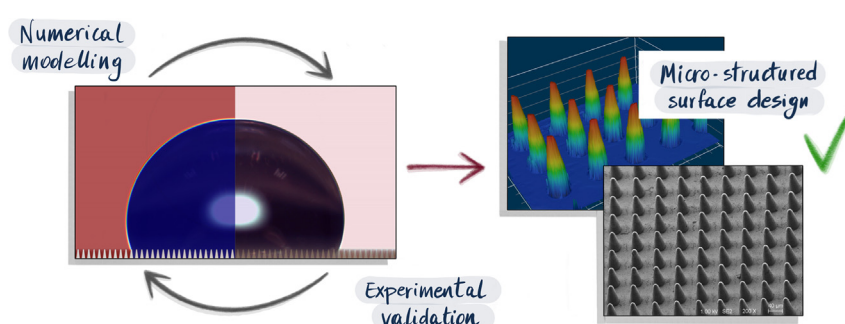 Numerical
modelling
Micro-structured
surface design
Experimental
validation